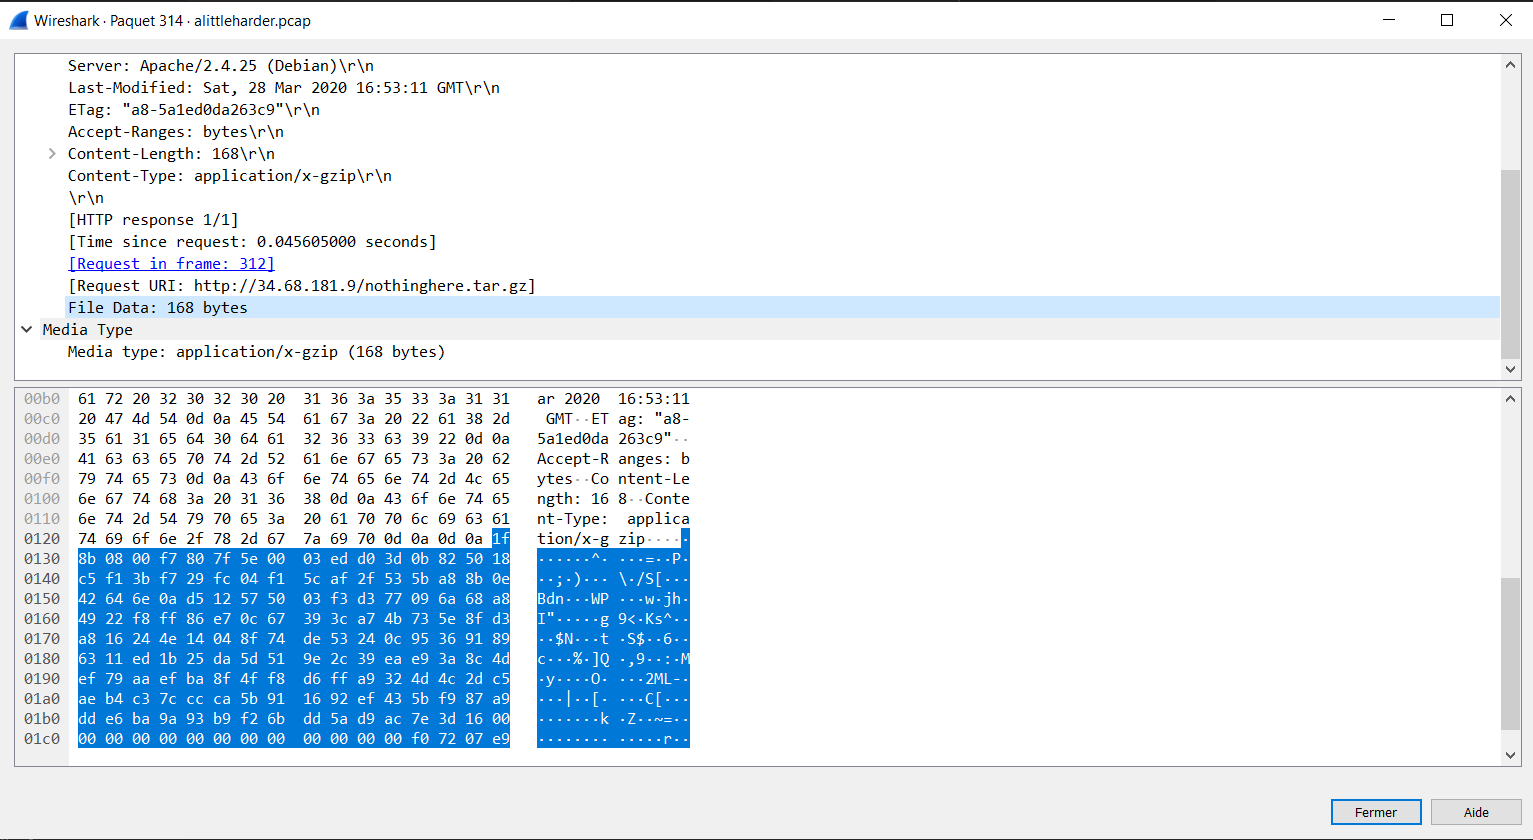 Wireshark · Paquet 314 · alittleharder.pcap
Server: Apache/2.4.25 (Debian)\r\n
Last-Modified: Sat, 28 Mar 2020 16:53:11 GMT\r\n
ETag: "a8-5a1ed0da263c9"\r\n
Accept-Ranges: bytes\r\n
Content-Length: 168\r\n
Content-Type: application/x-gzip\r\n
\r\n
[HTTP response 1/1]
[Time since request: 0.045605000 seconds]
[Request in frame: 312]
[Request URI: http://34.68.181.9/nothinghere.tar.gz]
File Data: 168 bytes
Media Type
Media type: application/x-gzip (168 bytes)
00b0 61 72 20 32 30 32 30 20 31 36 3a 35 33 3a 31 31 ar 2020 16:53:11
00c0 20 47 4d 54 0d 0a 45 54 61 67 3a 20 22 61 38 2d GMT··ET ag: "a8-
00d0 35 61 31 65 64 30 64 61 32 36 33 63 39 22 0d 0a 5a1ed0da 263c9"··
00e0 41 63 63 65 70 74 2d 52 61 6e 67 65 73 3a 20 62 Accept-R anges: b
00f0 79 74 65 73 0d 0a 43 6f 6e 74 65 6e 74 2d 4c 65 ytes··Co ntent-Le
0100 6e 67 74 68 3a 20 31 36 38 0d 0a 43 6f 6e 74 65 ngth: 16 8··Conte
0110 6e 74 2d 54 79 70 65 3a 20 61 70 70 6c 69 63 61 nt-Type: applica
0120 74 69 6f 6e 2f 78 2d 67 7a 69 70 0d 0a 0d 0a 1f tion/x-g zip·····
0130 8b 08 00 f7 80 7f 5e 00 03 ed d0 3d 0b 82 50 18 ······^· ···=··P·
0140 c5 f1 3b f7 29 fc 04 f1 5c af 2f 53 5b a8 8b 0e ··;·)··· \·/S[···
0150 42 64 6e 0a d5 12 57 50 03 f3 d3 77 09 6a 68 a8 Bdn···WP ···w·jh·
0160 49 22 f8 ff 86 e7 0c 67 39 3c a7 4b 73 5e 8f d3 I"·····g 9<·Ks^··
0170 a8 16 24 4e 14 04 8f 74 de 53 24 0c 95 36 91 89 ··$N···t ·S$··6··
0180 63 11 ed 1b 25 da 5d 51 9e 2c 39 ea e9 3a 8c 4d c···%·]Q ·,9··:·M
0190 ef 79 aa ef ba 8f 4f f8 d6 ff a9 32 4d 4c 2d c5 ·y····O· ···2ML-·
01a0 ae b4 c3 7c cc ca 5b 91 16 92 ef 43 5b f9 87 a9 ···|··[· ···C[···
01b0 dd e6 ba 9a 93 b9 f2 6b dd 5a d9 ac 7e 3d 16 00 ·······k ·Z··~=··
01c0 00 00 00 00 00 00 00 00 00 00 00 00 f0 72 07 e9 ········ ·····r··
Fermer Aide